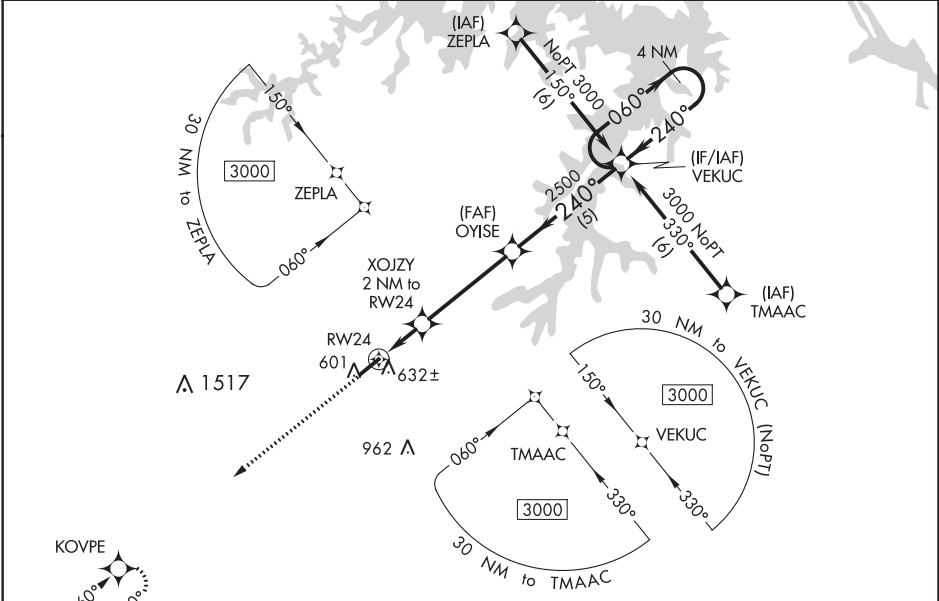 (IAF)
ZEPLA
NoPT 3000
150°
(6)
4 NM
060°
240°
(IF/IAF)
VEKUC
2500
240°
(5)
3000 NoPT
330°
(6)
(IAF)
TMAAC
(FAF)
OYISE
XOJZY
2 NM to
RW24
RW24
601
632±
1517
962
150°
30 NM to ZEPLA
3000
ZEPLA
060°
30 NM to VEKUC (NoPT)
150°
3000
VEKUC
330°
060°
TMAAC
3000
330°
30 NM to TMAAC
KOVPE